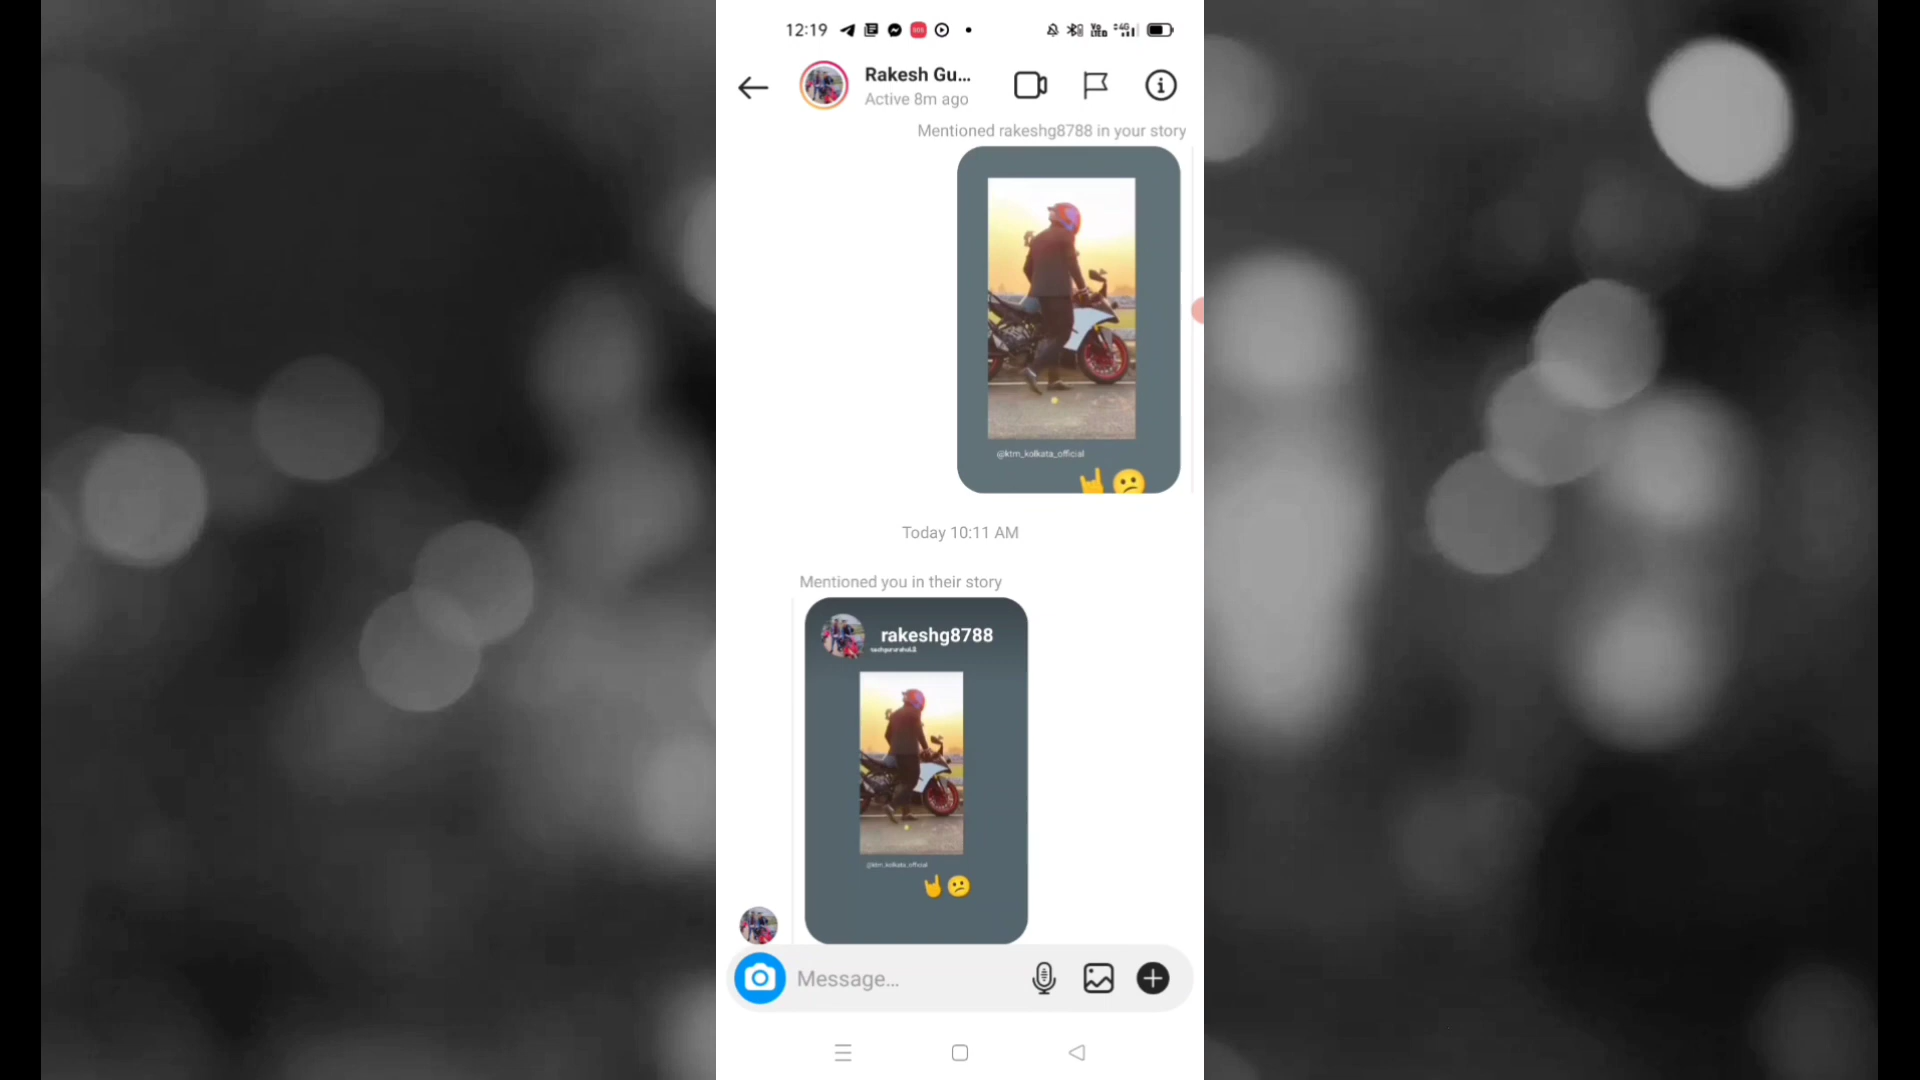 12:19
Rakesh Gu...
Active 8m ago
Mentioned rakeshg8788 in your story
@ktm_kolkata_official
Today 10:11 AM
Mentioned you in their story
rakeshg8788
@ktm_kolkata_official
Message...